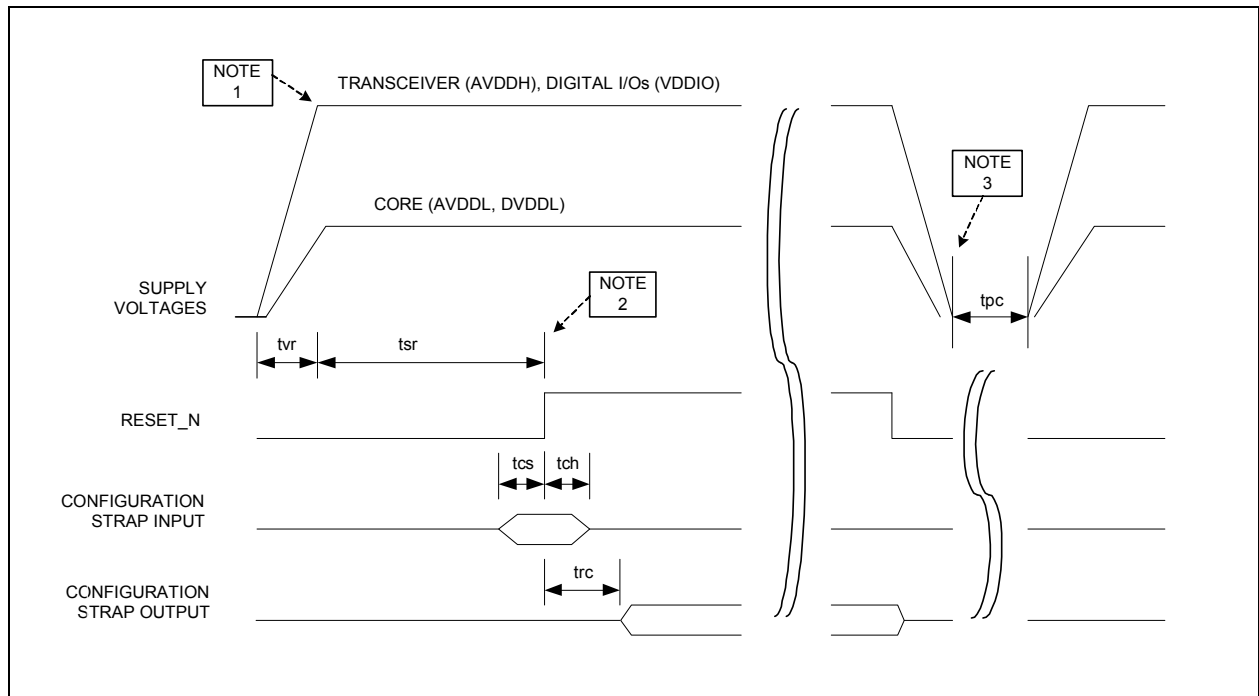 NOTE
1
TRANSCEIVER (AVDDH), DIGITAL I/Os (VDDIO)
NOTE
3
CORE (AVDDL, DVDDL)
SUPPLY
VOLTAGES
NOTE
2
tpc
tvr
tsr
RESET_N
tcs
tch
CONFIGURATION
STRAP INPUT
trc
CONFIGURATION
STRAP OUTPUT